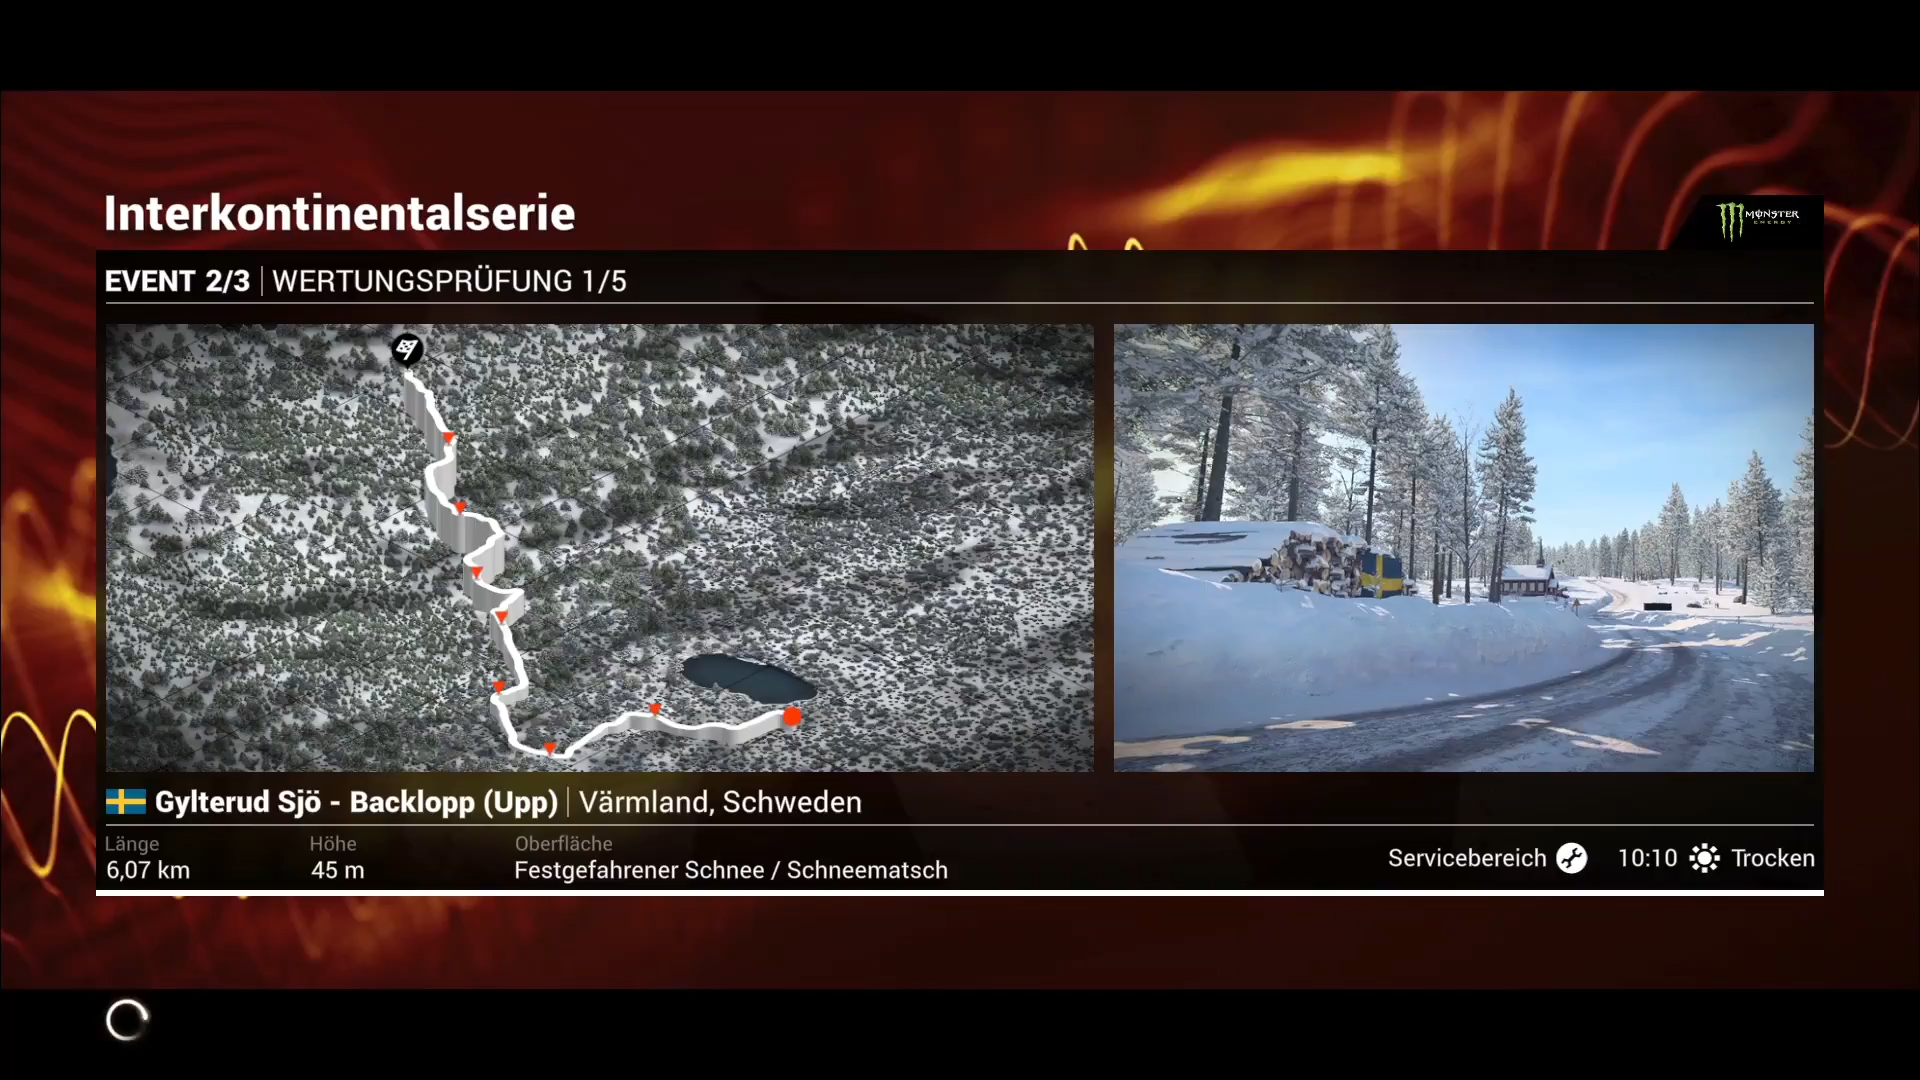 Interkontinentalserie
MONSTER
ENERGY
EVENT 2/3 | WERTUNGSPRÜFUNG 1/5
Gylterud Sjö - Backlopp (Upp) | Värmland, Schweden
Länge Höhe Oberfläche
6,07 km 45 m Festgefahrener Schnee / Schneematsch
Servicebereich 10:10 Trocken